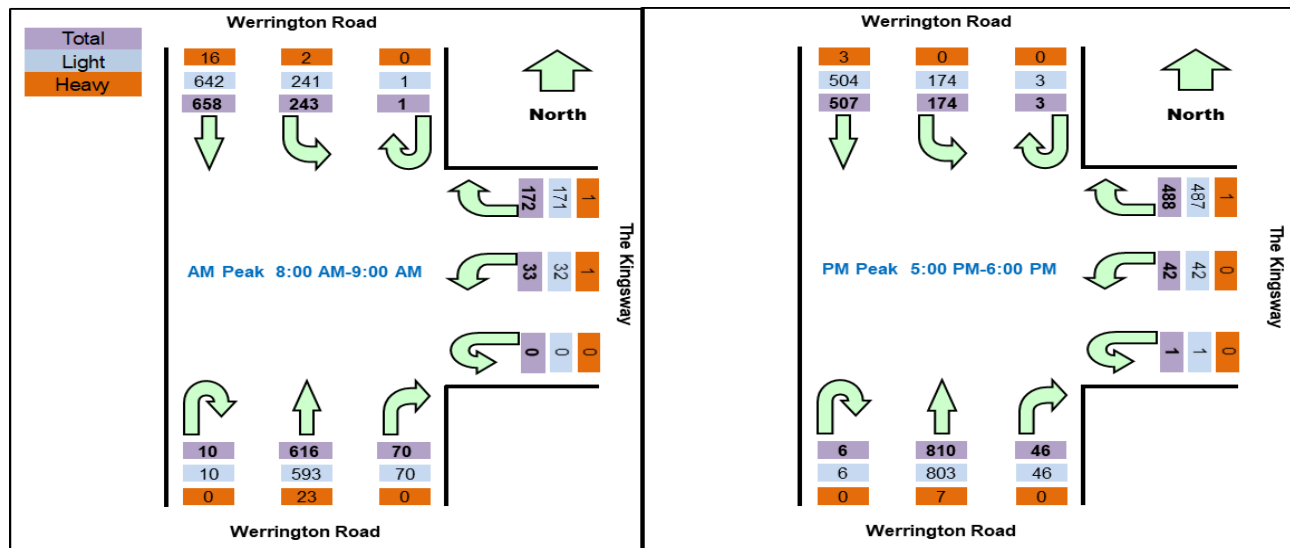 Werrington Road
Total
Light
Heavy
16 2 0
642 241 1
658 243 1
North
172 171 1
33 32 1
0 0 0
The Kingsway
AM Peak 8:00 AM-9:00 AM
10 616 70
10 593 70
0 23 0
Werrington Road
Werrington Road
3 0 0
504 174 3
507 174 3
North
488 487 1
42 42 0
1 1 0
The Kingsway
PM Peak 5:00 PM-6:00 PM
6 810 46
6 803 46
0 7 0
Werrington Road